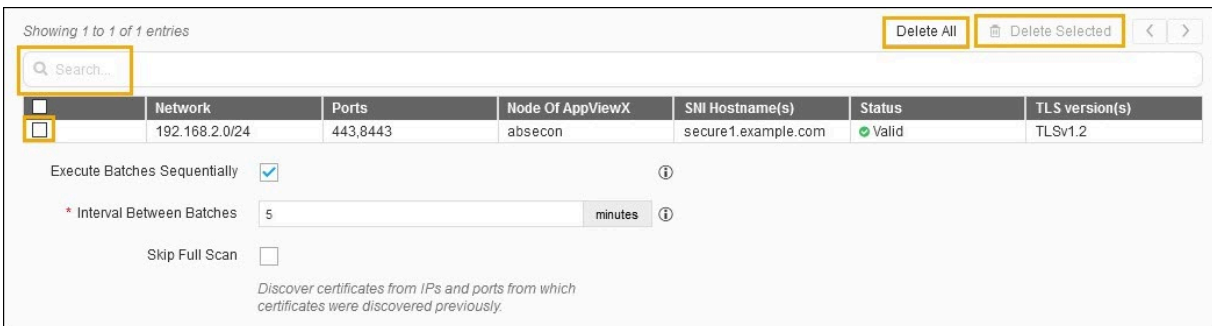 Showing 1 to 1 of 1 entries Delete All Delete Selected
Search...
Network Ports Node Of AppViewX SNI Hostname(s) Status TLS version(s)
192.168.2.0/24 443,8443 absecon secure1.example.com Valid TLSv1.2
Execute Batches Sequentially
* Interval Between Batches 5 minutes
Skip Full Scan
Discover certificates from IPs and ports from which
certificates were discovered previously.